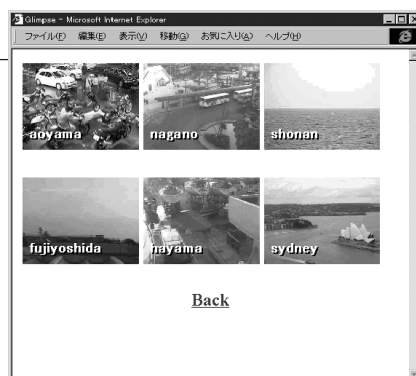 Glimpse - Microsoft Internet Explorer
ファイル(F) 編集(E) 表示(V) 移動(G) お気に入り(A) ヘルプ(H)
aoyama nagano shonan
fujiyoshida hayama sydney
Back